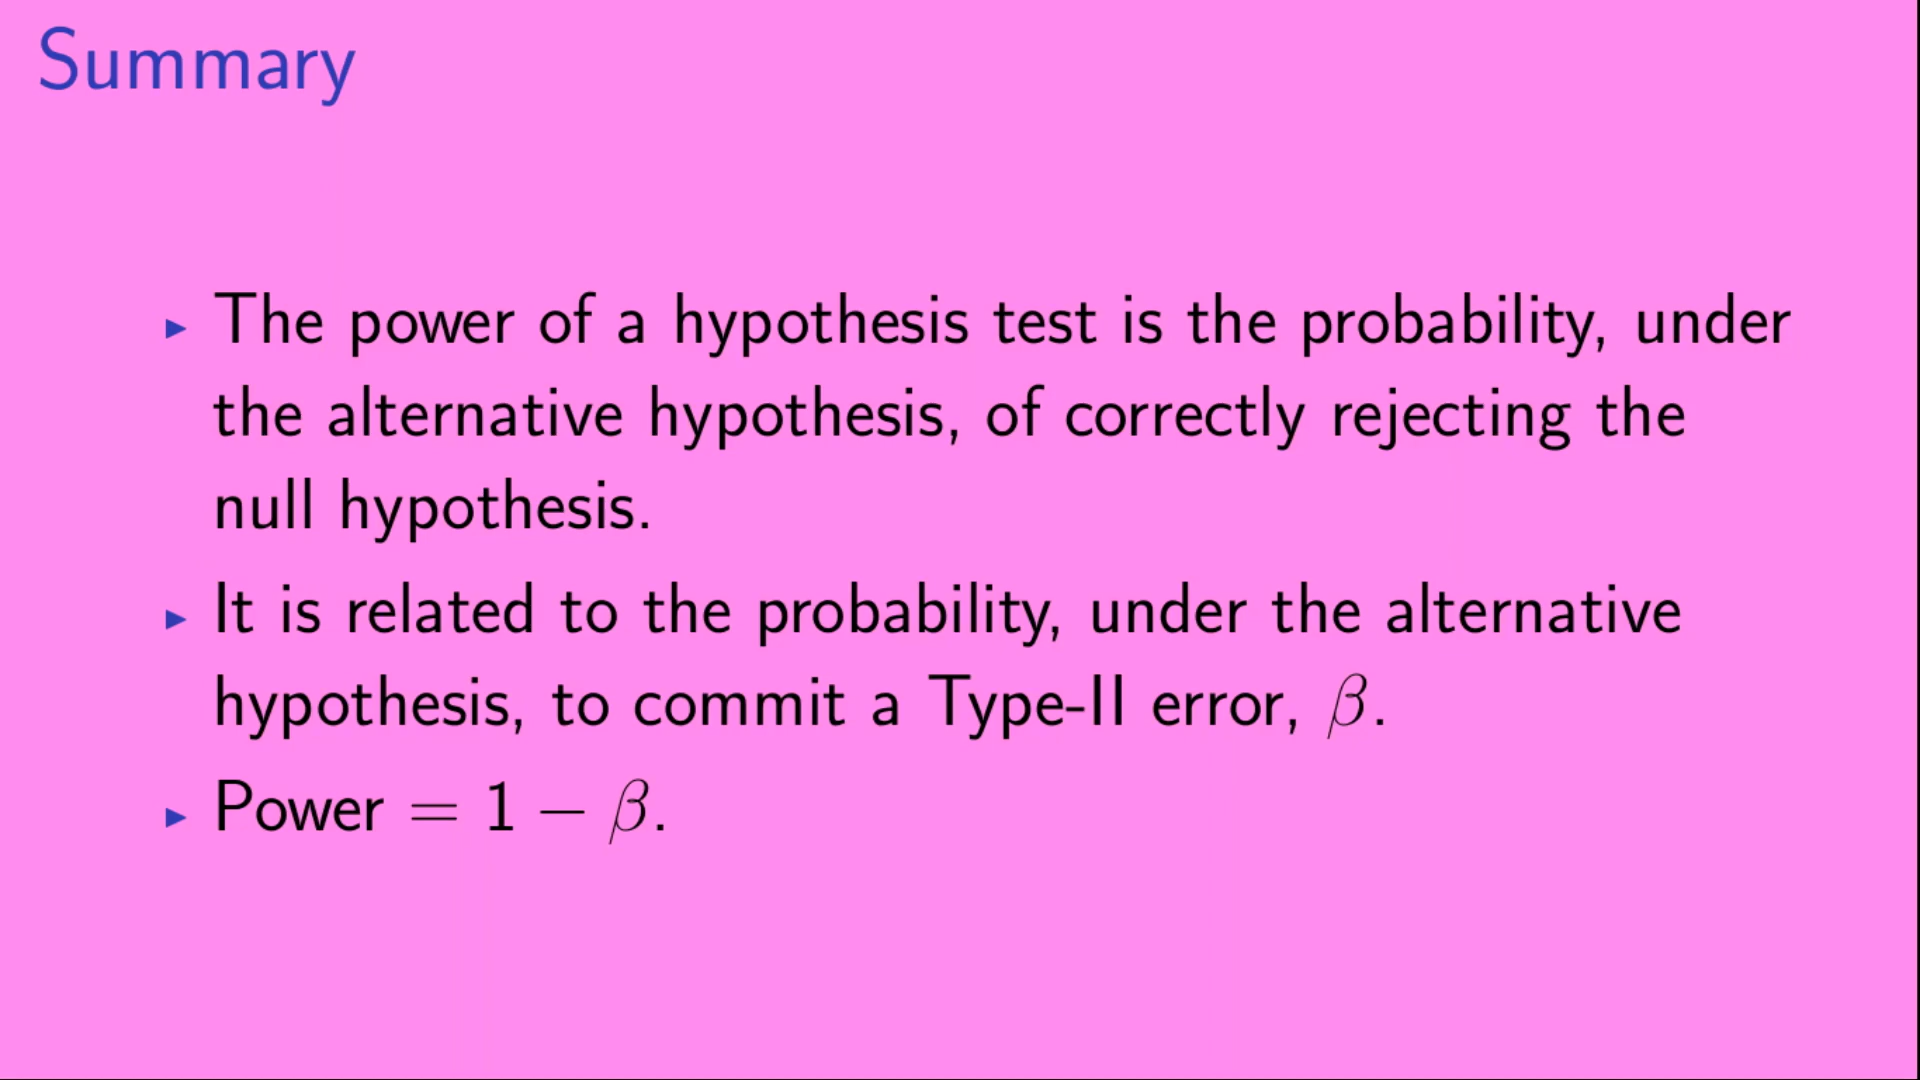 Summary
▶ The power of a hypothesis test is the probability, under
the alternative hypothesis, of correctly rejecting the
null hypothesis.
▶ It is related to the probability, under the alternative
hypothesis, to commit a Type-II error, β.
▶ Power = 1 − β.